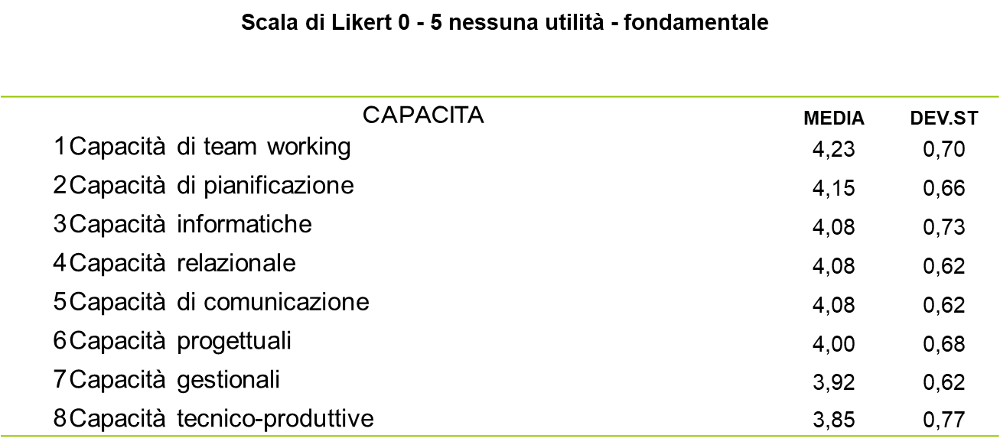 Scala di Likert 0 - 5 nessuna utilità - fondamentale
CAPACITA MEDIA DEV.ST
1 Capacità di team working 4,23 0,70
2 Capacità di pianificazione 4,15 0,66
3 Capacità informatiche 4,08 0,73
4 Capacità relazionale 4,08 0,62
5 Capacità di comunicazione 4,08 0,62
6 Capacità progettuali 4,00 0,68
7 Capacità gestionali 3,92 0,62
8 Capacità tecnico-produttive 3,85 0,77